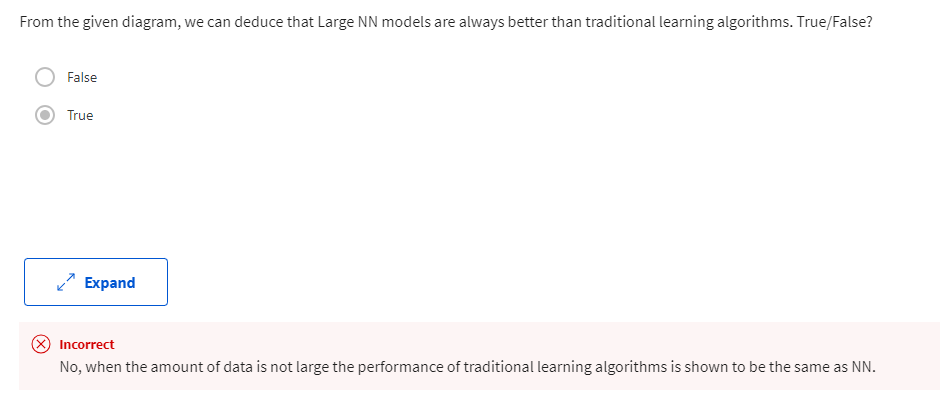 From the given diagram, we can deduce that Large NN models are always better than traditional learning algorithms. True/False?
False
True
Expand
Incorrect
No, when the amount of data is not large the performance of traditional learning algorithms is shown to be the same as NN.